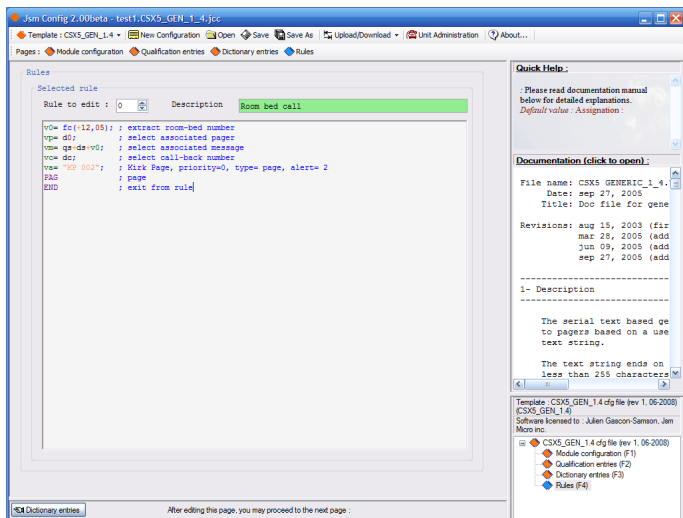 Jsm Config 2.00beta - test1.CSX5_GEN_1_4.jcc
Template : CSX5_GEN_1.4 New Configuration Open Save Save As Upload/Download Unit Administration About...
Pages : Module configuration Qualification entries Dictionary entries Rules
Rules
Selected rule
Rule to edit : 0 Description Room bed call
v0= fc(+12,05); ; extract room-bed number
vp= d0; ; select associated pager
vm= qs+ds+v0; ; select associated message
vc= dc; ; select call-back number
va= "KP 002"; ; Kirk Page, priority=0, type= page, alert= 2
PAG ; page
END ; exit from rule
Quick Help :
: Please read documentation manual
below for detailed explanations.
Default value : Assignation :
Documentation (click to open) :
File name: CSX5 GENERIC_1_4.
Date: sep 27, 2005
Title: Doc file for gene
Revisions: aug 15, 2003 (fir
mar 28, 2005 (add
jun 09, 2005 (add
sep 27, 2005 (add
-----------------------------
1- Description
-----------------------------
The serial text based ge
to pagers based on a use
text string.
The text string ends on
less than 255 characters
Template : CSX5_GEN_1.4 cfg file (rev 1, 06-2008)
(CSX5_GEN_1.4)
Software licensed to : Julien Gascon-Samson, Jsm
Micro inc.
CSX5_GEN_1.4 cfg file (rev 1, 06-2008)
Module configuration (F1)
Qualification entries (F2)
Dictionary entries (F3)
Rules (F4)
Dictionary entries After editing this page, you may proceed to the next page :